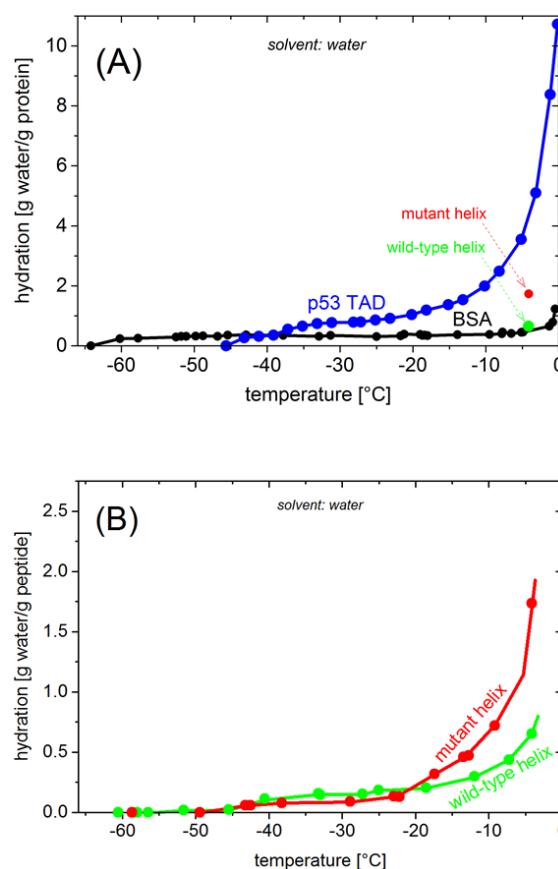 (A)
solvent: water
hydration [g water/g protein]
10
8
6
4
2
0
mutant helix
wild-type helix
p53 TAD
BSA
-60
-50
-40
-30
-20
-10
0
temperature [°C]
(B)
solvent: water
hydration [g water/g peptide]
2.5
2.0
1.5
1.0
0.5
0.0
mutant helix
wild-type helix
-60
-50
-40
-30
-20
-10
temperature [°C]